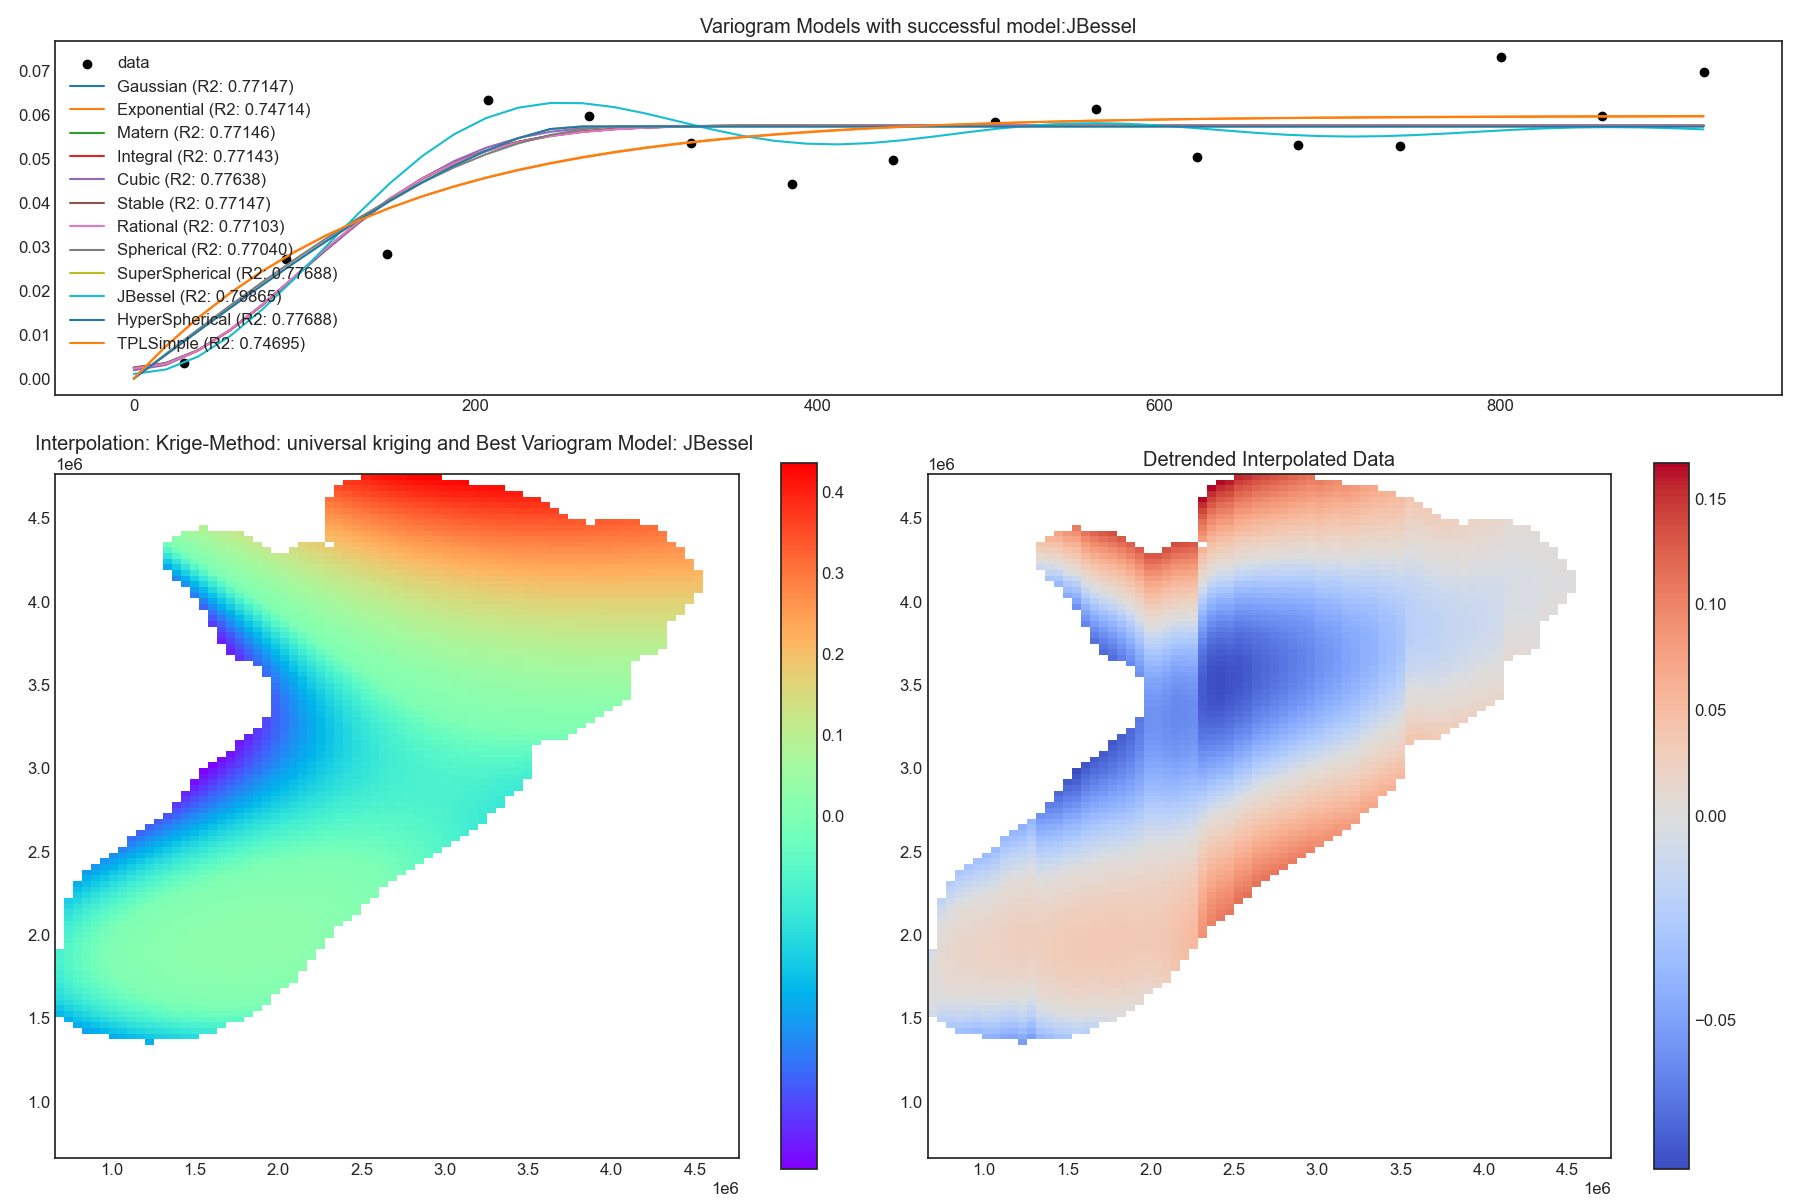 Variogram Models with successful model:JBessel
0.07
0.06
0.05
0.04
0.03
0.02
0.01
0.00
data
Gaussian (R2: 0.77147)
Exponential (R2: 0.74714)
Matern (R2: 0.77146)
Integral (R2: 0.77143)
Cubic (R2: 0.77638)
Stable (R2: 0.77147)
Rational (R2: 0.77103)
Spherical (R2: 0.77040)
SuperSpherical (R2: 0.77688)
JBessel (R2: 0.79865)
HyperSpherical (R2: 0.77688)
TPLSimple (R2: 0.74695)
0 200 400 600 800
Interpolation: Krige-Method: universal kriging and Best Variogram Model: JBessel
1e6
4.5
4.0
3.5
3.0
2.5
2.0
1.5
1.0
1.0 1.5 2.0 2.5 3.0 3.5 4.0 4.5
1e6
0.4
0.3
0.2
0.1
0.0
Detrended Interpolated Data
1e6
4.5
4.0
3.5
3.0
2.5
2.0
1.5
1.0
1.0 1.5 2.0 2.5 3.0 3.5 4.0 4.5
1e6
0.15
0.10
0.05
0.00
−0.05